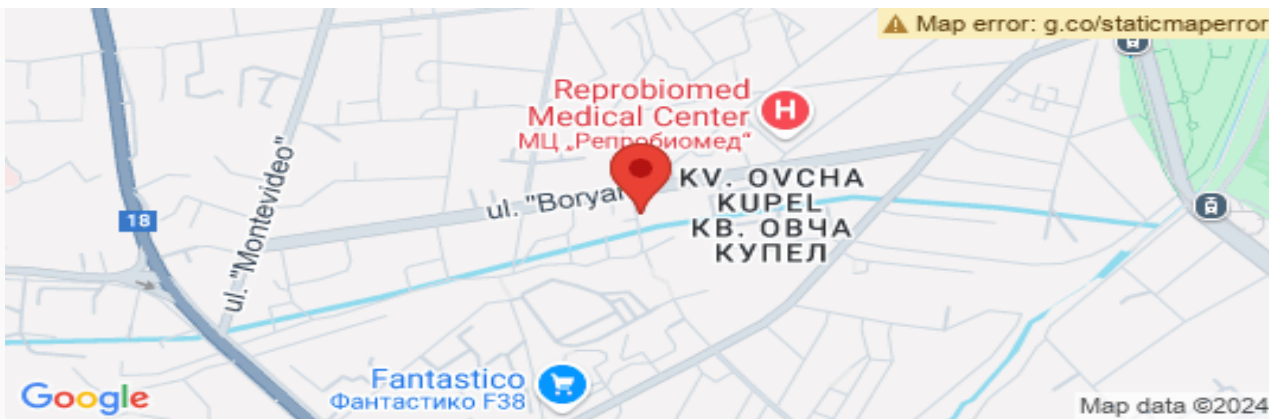 Map error: g.co/staticmaperror
Reprobiomed
Medical Center
МЦ „Репробиомед“
ul. "Montevideo"
18
ul. "Boryan
KV. OVCHA
KUPEL
КВ. ОВЧА
КУПЕЛ
Fantastico
Фантастико F38
Google
Map data ©2024